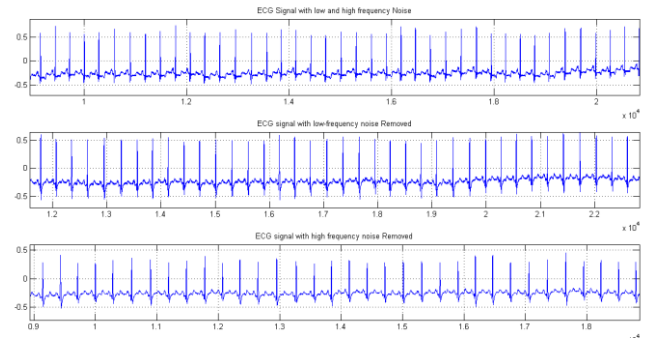 ECG Signal with low and high frequency Noise
0.5
0
-0.5
1 1.2 1.4 1.6 1.8 2
x 10⁴
ECG signal with low-frequency noise Removed
0.5
0
-0.5
1.2 1.3 1.4 1.5 1.6 1.7 1.8 1.9 2 2.1 2.2
x 10⁴
ECG signal with high frequency noise Removed
0.5
0
-0.5
0.9 1 1.1 1.2 1.3 1.4 1.5 1.6 1.7 1.8